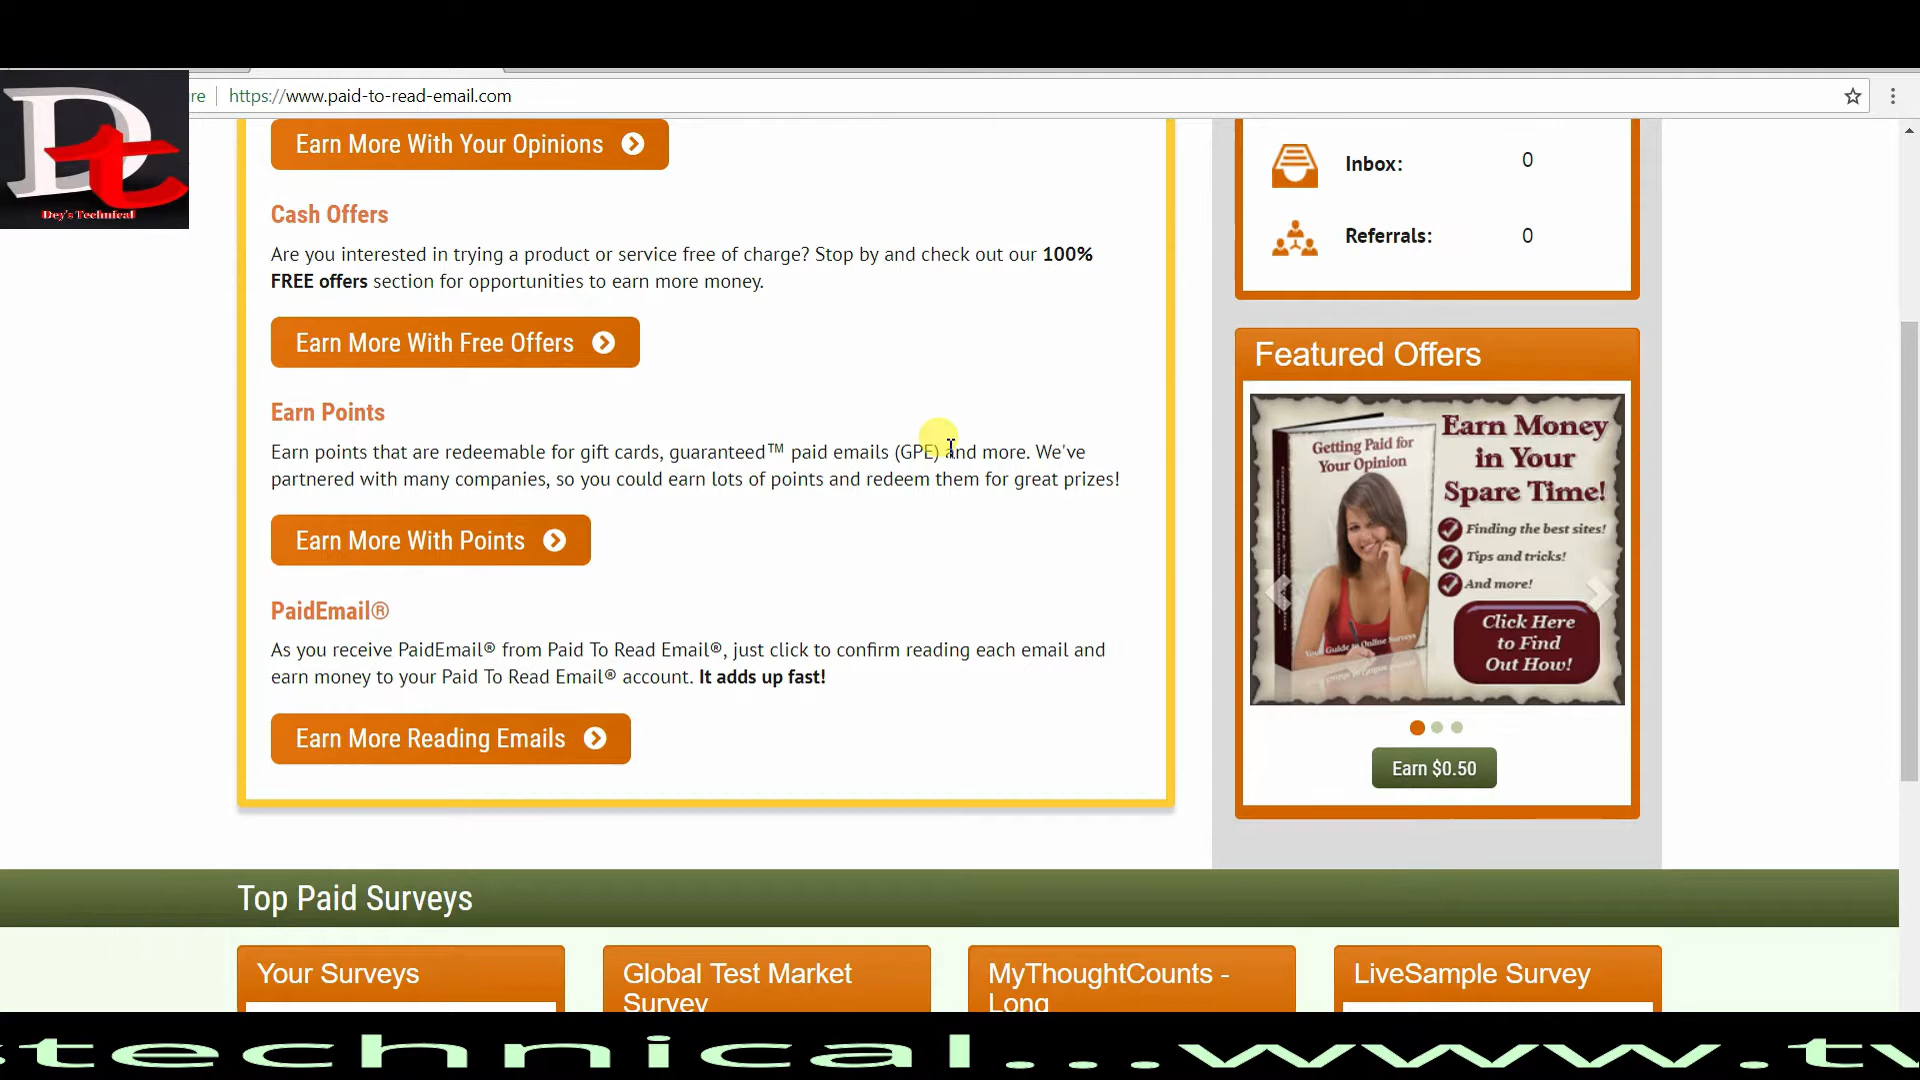 Dey's Technical
re
https://www.paid-to-read-email.com
Earn More With Your Opinions
Cash Offers
Are you interested in trying a product or service free of charge? Stop by and check out our 100%
FREE offers section for opportunities to earn more money.
Earn More With Free Offers
Earn Points
Earn points that are redeemable for gift cards, guaranteed™ paid emails (GPE) and more. We've
partnered with many companies, so you could earn lots of points and redeem them for great prizes!
Earn More With Points
PaidEmail®
As you receive PaidEmail® from Paid To Read Email®, just click to confirm reading each email and
earn money to your Paid To Read Email® account. It adds up fast!
Earn More Reading Emails
Inbox: 0
Referrals: 0
Featured Offers
Getting Paid for
Your Opinion
Your Guide to Online Surveys
Earn Money
in Your
Spare Time!
Finding the best sites!
Tips and tricks!
And more!
Click Here
to Find
Out How!
Earn $0.50
Top Paid Surveys
Your Surveys
Global Test Market
Survey
MyThoughtCounts -
Long
LiveSample Survey
stechnical...www.tv